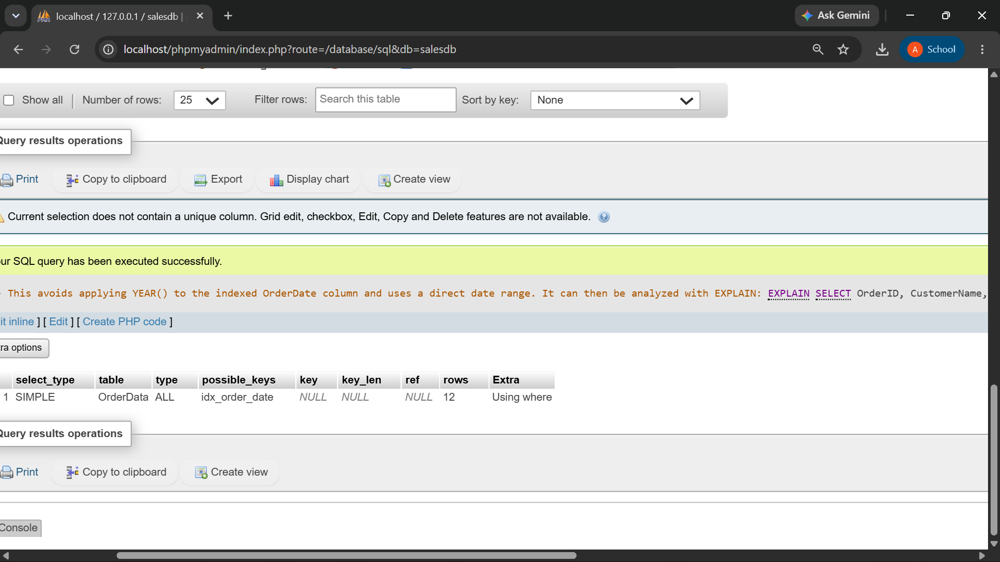 localhost / 127.0.0.1 / salesdb |
Ask Gemini
localhost/phpmyadmin/index.php?route=/database/sql&db=salesdb
A School
Show all | Number of rows: 25 Filter rows: Search this table Sort by key: None
Query results operations
Print Copy to clipboard Export Display chart Create view
Current selection does not contain a unique column. Grid edit, checkbox, Edit, Copy and Delete features are not available.
ur SQL query has been executed successfully.
This avoids applying YEAR() to the indexed OrderDate column and uses a direct date range. It can then be analyzed with EXPLAIN: EXPLAIN SELECT OrderID, CustomerName,
it inline ] [ Edit ] [ Create PHP code ]
ra options
select_type table type possible_keys key key_len ref rows Extra
1 SIMPLE OrderData ALL idx_order_date NULL NULL NULL 12 Using where
Query results operations
Print Copy to clipboard Create view
Console